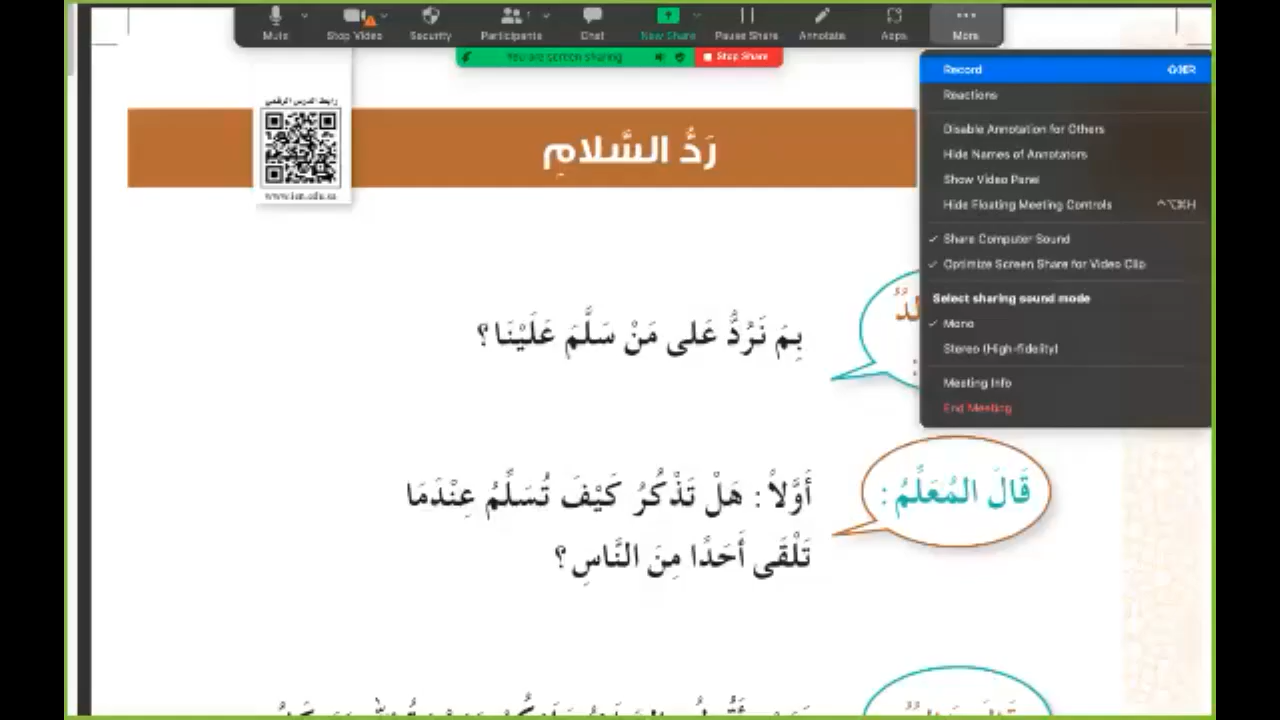 Mute
Stop Video
Security
Participants
Chat
New Share
Pause Share
Annotate
Apps
More
You are screen sharing
Stop Share
Record ⇧⌘R
Reactions
Disable Annotation for Others
Hide Names of Annotators
Show Video Panel
Hide Floating Meeting Controls ^⌥⌘H
✓ Share Computer Sound
✓ Optimize Screen Share for Video Clip
Select sharing sound mode
✓ Mono
Stereo (High-fidelity)
Meeting Info
End Meeting
رابط الدرس الرقمي
www.ien.edu.sa
رَدُّ السَّلامِ
بِمَ نَرُدُّ عَلى مَنْ سَلَّمَ عَلَيْنَا؟
قَالَ المُعَلِّمُ :
أَوَّلاً : هَلْ تَذْكُرُ كَيْفَ تُسَلِّمُ عِنْدَمَا
تَلْقَى أَحَدًا مِنَ النَّاسِ؟